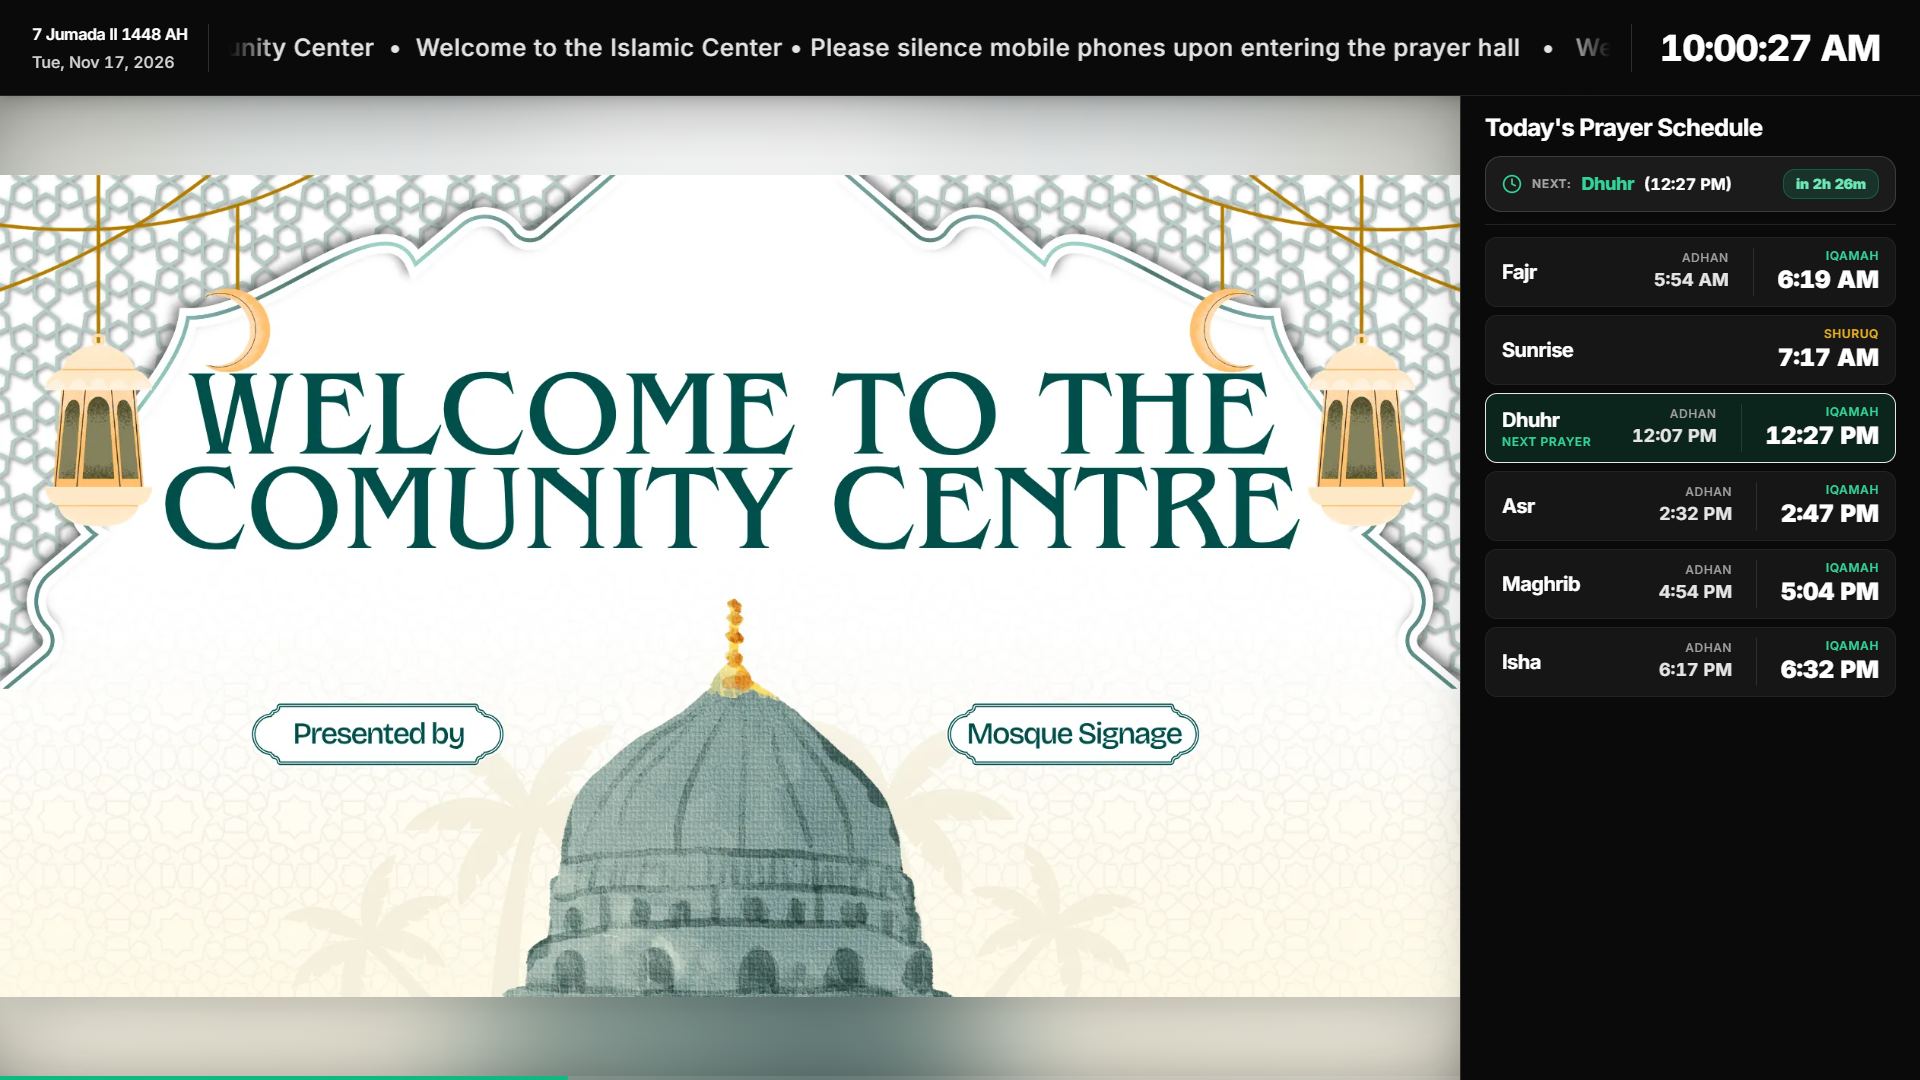 7 Jumada II 1448 AH
Tue, Nov 17, 2026
unity Center • Welcome to the Islamic Center • Please silence mobile phones upon entering the prayer hall • We
10:00:27 AM
WELCOME TO THE
COMUNITY CENTRE
Presented by
Mosque Signage
Today's Prayer Schedule
NEXT: Dhuhr (12:27 PM) in 2h 26m
Fajr
ADHAN
5:54 AM
IQAMAH
6:19 AM
Sunrise
SHURUQ
7:17 AM
Dhuhr
NEXT PRAYER
ADHAN
12:07 PM
IQAMAH
12:27 PM
Asr
ADHAN
2:32 PM
IQAMAH
2:47 PM
Maghrib
ADHAN
4:54 PM
IQAMAH
5:04 PM
Isha
ADHAN
6:17 PM
IQAMAH
6:32 PM